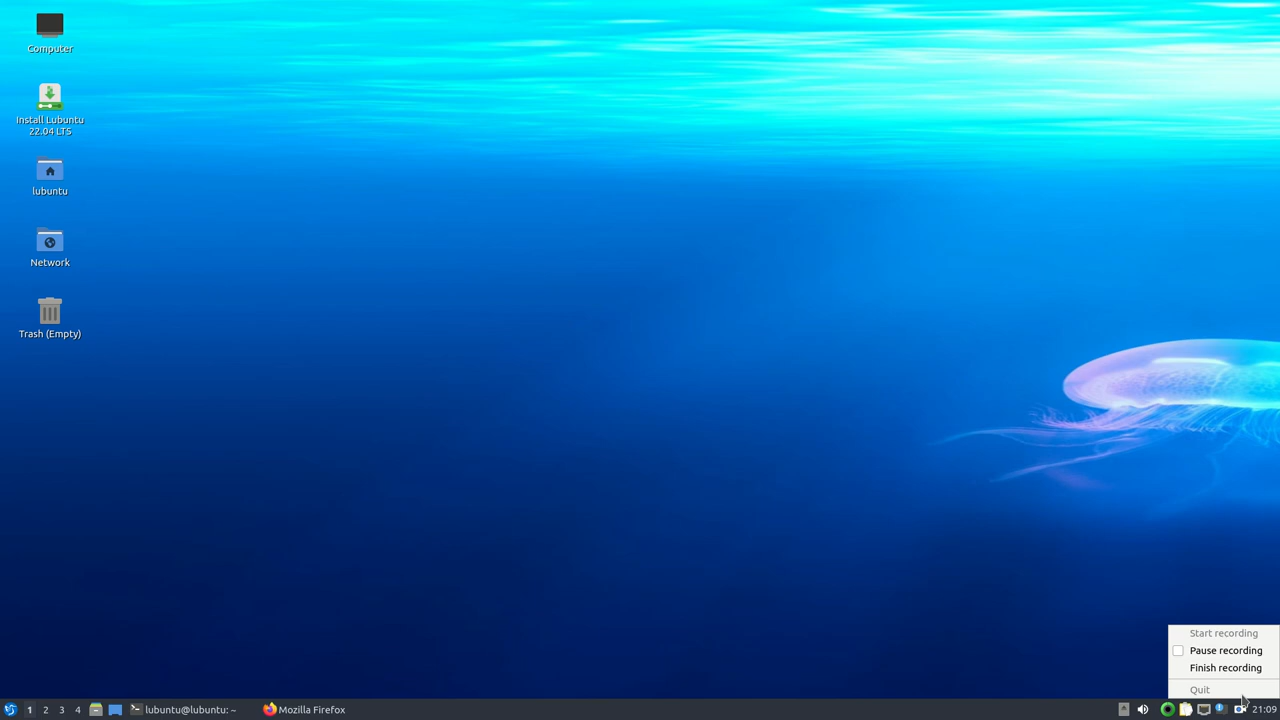 Computer
Install Lubuntu
22.04 LTS
lubuntu
Network
Trash (Empty)
Start recording
Pause recording
Finish recording
Quit
1 2 3 4 lubuntu@lubuntu: ~ Mozilla Firefox 21:09